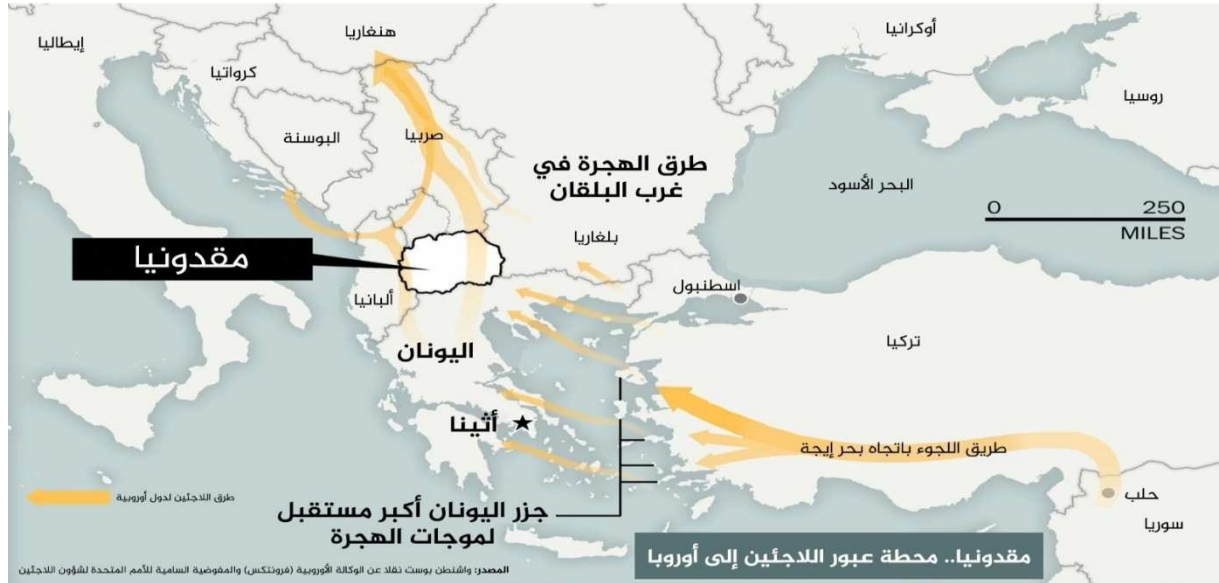 إيطاليا
هنغاريا
أوكرانيا
كرواتيا
روسيا
البوسنة
صربيا
طرق الهجرة في
غرب البلقان
البحر الأسود
0 250
MILES
بلغاريا
مقدونيا
ألبانيا
اسطنبول
تركيا
اليونان
أثينا
طريق اللجوء باتجاه بحر إيجة
حلب
سوريا
طرق اللاجئين لدول أوروبية
جزر اليونان أكبر مستقبل
لموجات الهجرة
مقدونيا.. محطة عبور اللاجئين إلى أوروبا
المصدر: واشنطن بوست نقلا عن الوكالة الأوروبية (فرونتكس) والمفوضية السامية للأمم المتحدة لشؤون اللاجئين